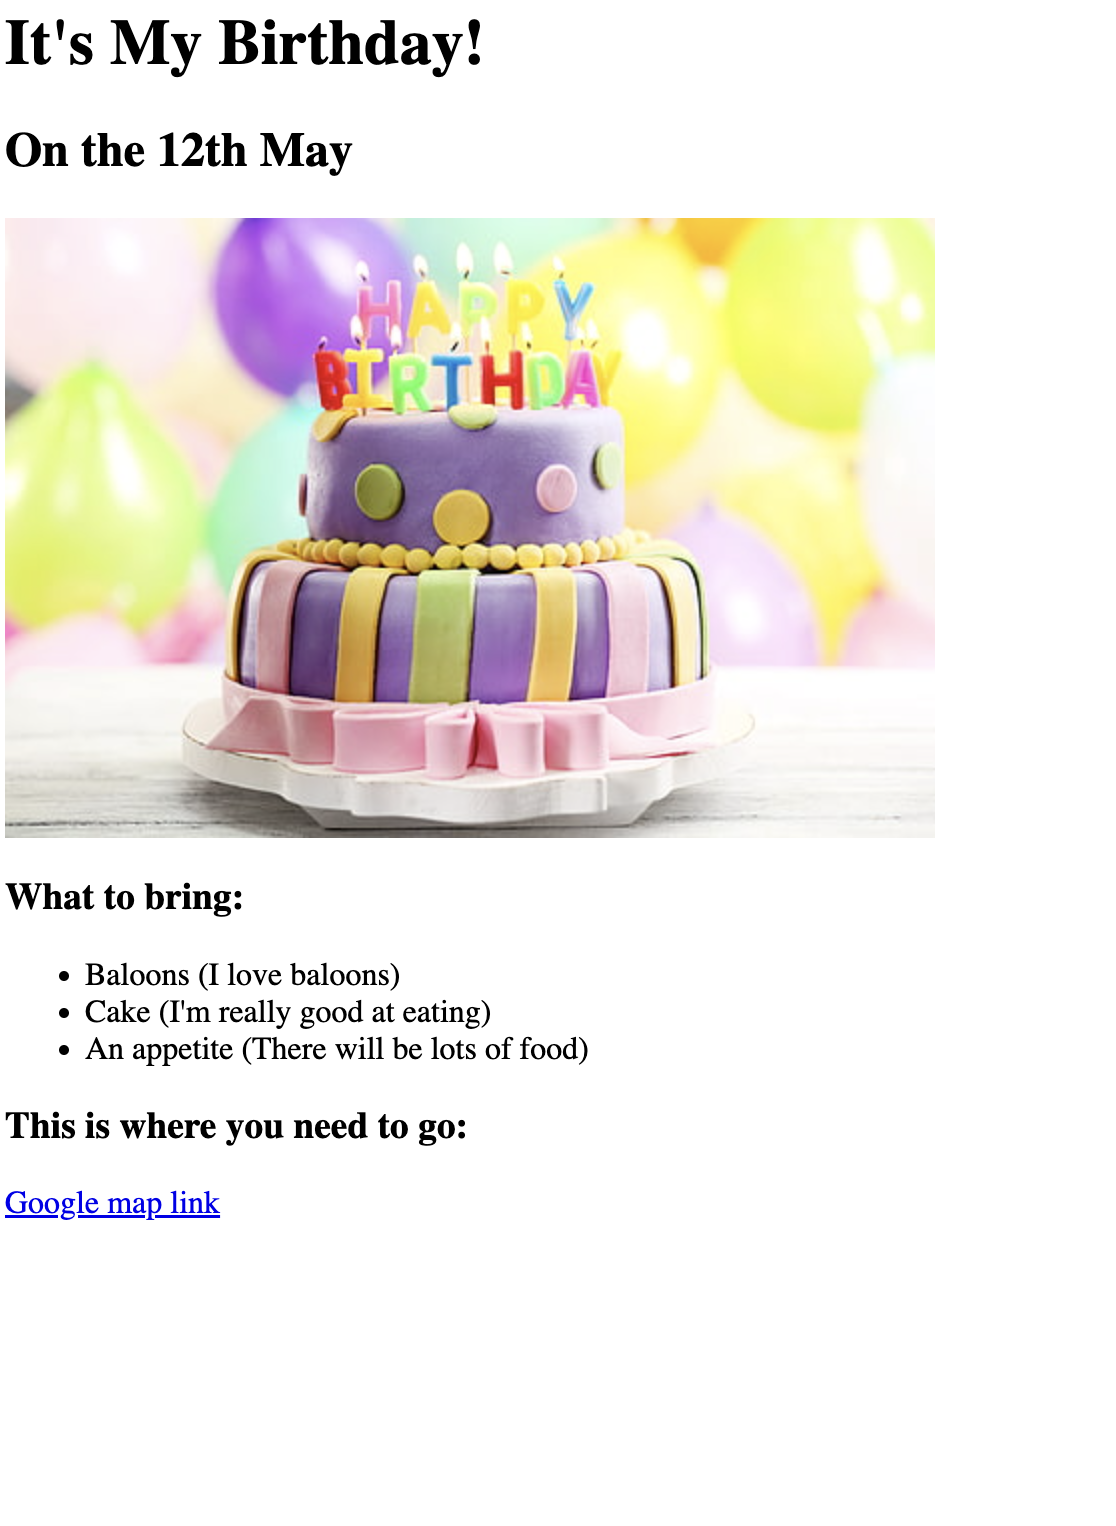 It's My Birthday!
On the 12th May
HAPPY
BIRTHDAY
What to bring:
Baloons (I love baloons)
Cake (I'm really good at eating)
An appetite (There will be lots of food)
This is where you need to go:
Google map link